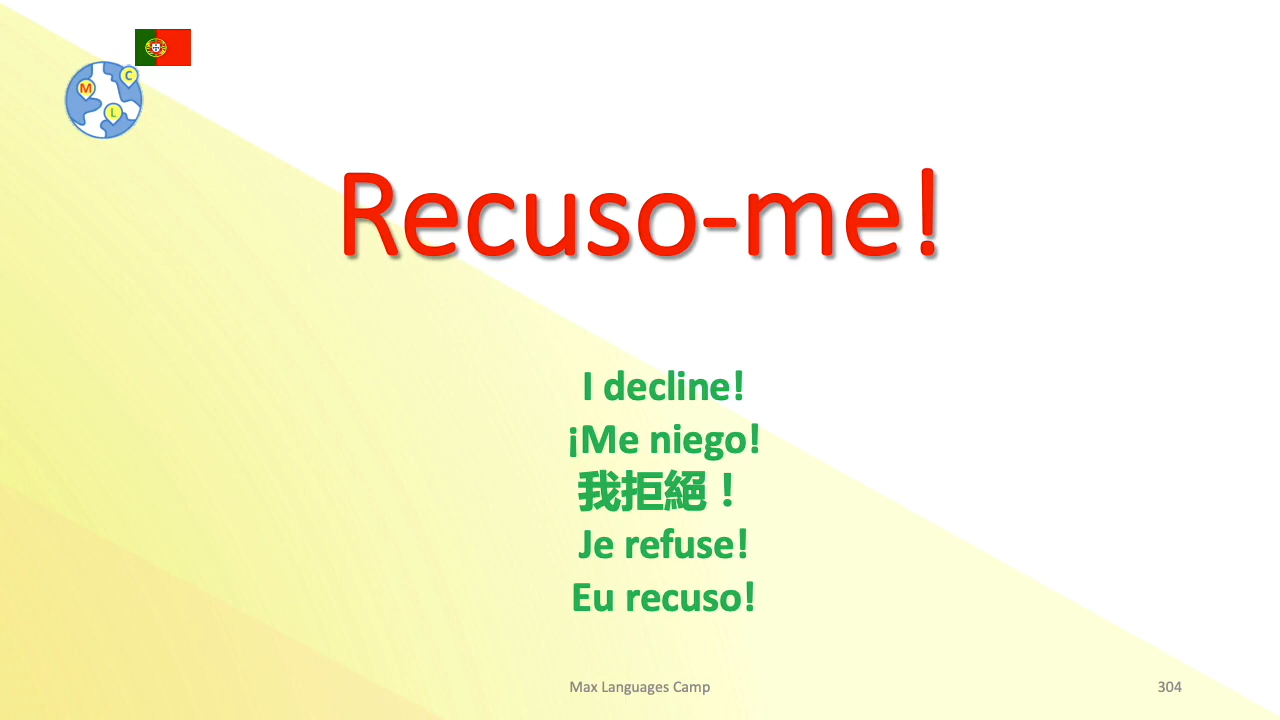 C
M
L
Recuso-me!
I decline!
¡Me niego!
我拒絕！
Je refuse!
Eu recuso!
Max Languages Camp
304